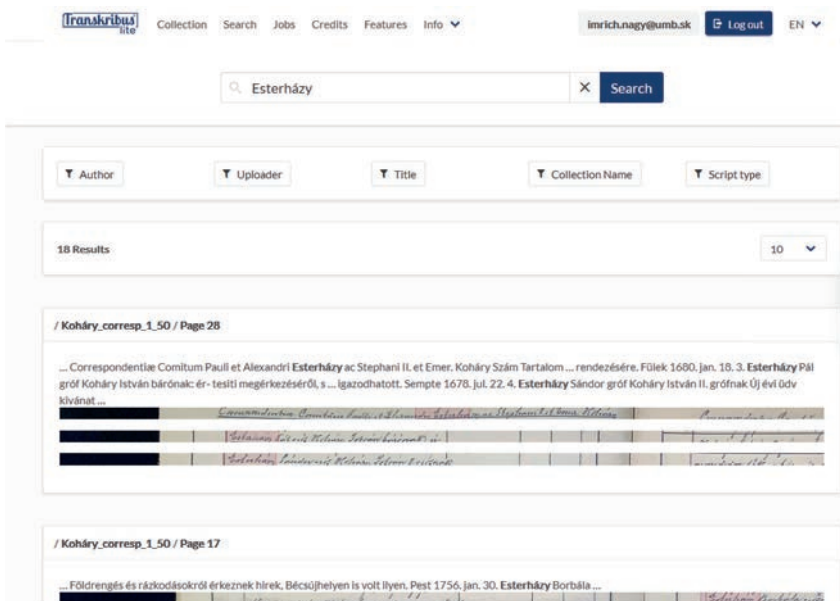 Transkribus lite Collection Search Jobs Credits Features Info imrich.nagy@umb.sk Log out EN
Esterházy Search
Author Uploader Title Collection Name Script type
18 Results 10
/ Koháry_corresp_1_50 / Page 28
... Correspondentiæ Comitum Pauli et Alexandri Esterházy ac Stephani II. et Emer. Koháry Szám Tartalom ... rendezésére. Fülek 1680. jan. 18. 3. Esterházy Pál
gróf Koháry István bárónak: ér- tesiti megérkezéséről, s ... igazodhatott. Sempte 1678. jul. 22. 4. Esterházy Sándor gróf Koháry István II. grófnak Új évi üdv
kivánat ...
/ Koháry_corresp_1_50 / Page 17
... Földrengés és rázkodásokról érkeznek hirek, Bécsújhelyen is volt ilyen. Pest 1756. jan. 30. Esterházy Borbála ...